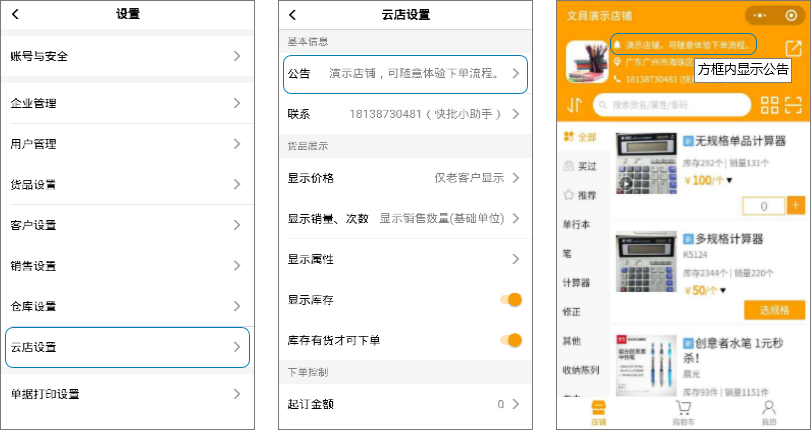 设置
账号与安全
企业管理
用户管理
货品设置
客户设置
销售设置
仓库设置
云店设置
单据打印设置
云店设置
基本信息
公告 演示店铺，可随意体验下单流程。
联系 18138730481（快批小助手）
货品展示
显示价格 仅老客户显示
显示销量、次数 显示销售数量(基础单位)
显示属性
显示库存
库存有货才可下单
下单控制
起订金额 0
文具演示店铺
演示店铺，可随意体验下单流程。
广东广州市海珠区
18138730481 (快
方框内显示公告
搜索货名/属性/条码
全部
买过
推荐
单行本
笔
计算器
修正
其他
收纳陈列
新 无规格单品计算器
库存292个 | 销量131个
￥100/个
0 +
新 多规格计算器
K5124
库存2344个 | 销量220个
￥50/个
选规格
新 创意者水笔 1元秒
杀！
晨光
库存93件 | 销量1151件
店铺
购物车
我的